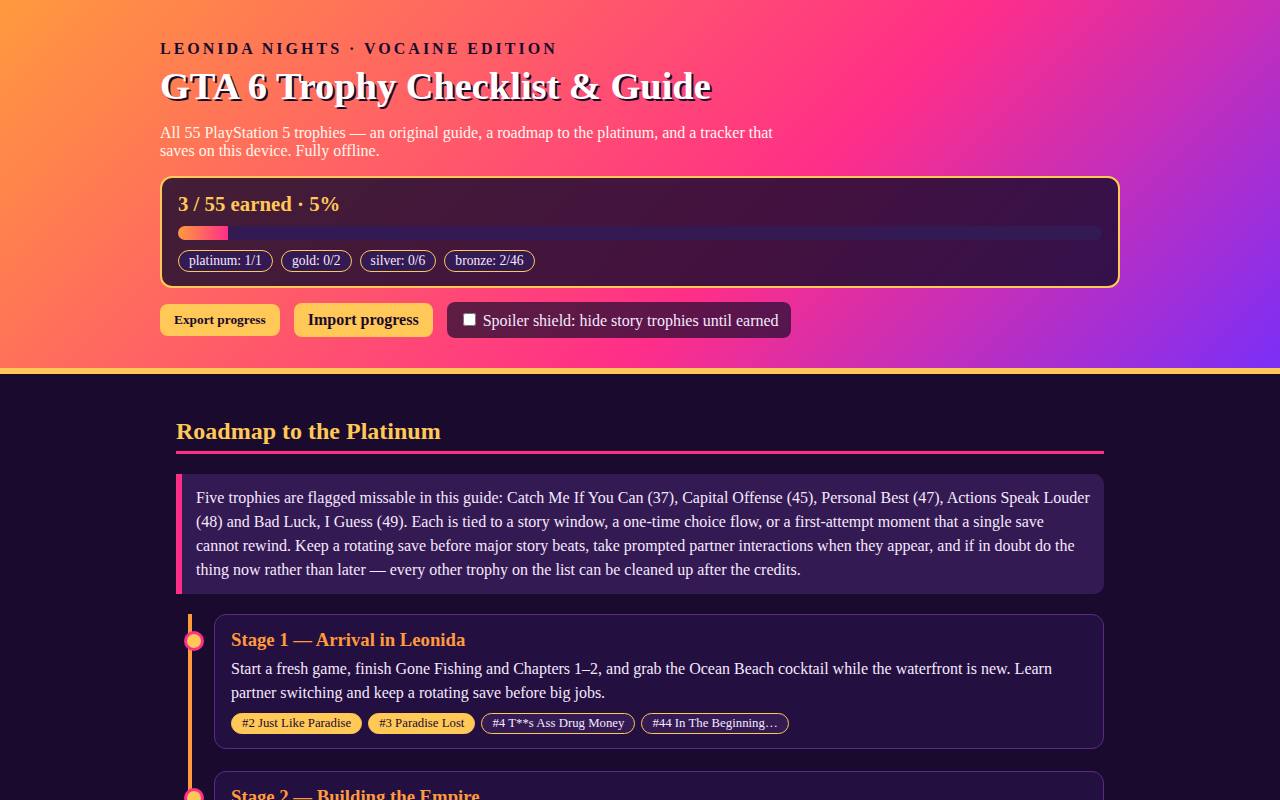 LEONIDA NIGHTS · VOCAINE EDITION
GTA 6 Trophy Checklist & Guide
All 55 PlayStation 5 trophies — an original guide, a roadmap to the platinum, and a tracker that
saves on this device. Fully offline.
3 / 55 earned · 5%
platinum: 1/1 gold: 0/2 silver: 0/6 bronze: 2/46
Export progress Import progress Spoiler shield: hide story trophies until earned
Roadmap to the Platinum
Five trophies are flagged missable in this guide: Catch Me If You Can (37), Capital Offense (45), Personal Best (47), Actions Speak Louder
(48) and Bad Luck, I Guess (49). Each is tied to a story window, a one-time choice flow, or a first-attempt moment that a single save
cannot rewind. Keep a rotating save before major story beats, take prompted partner interactions when they appear, and if in doubt do the
thing now rather than later — every other trophy on the list can be cleaned up after the credits.
Stage 1 — Arrival in Leonida
Start a fresh game, finish Gone Fishing and Chapters 1–2, and grab the Ocean Beach cocktail while the waterfront is new. Learn
partner switching and keep a rotating save before big jobs.
#2 Just Like Paradise #3 Paradise Lost #4 T**s Ass Drug Money #44 In The Beginning…
Stage 2 — Building the Empire